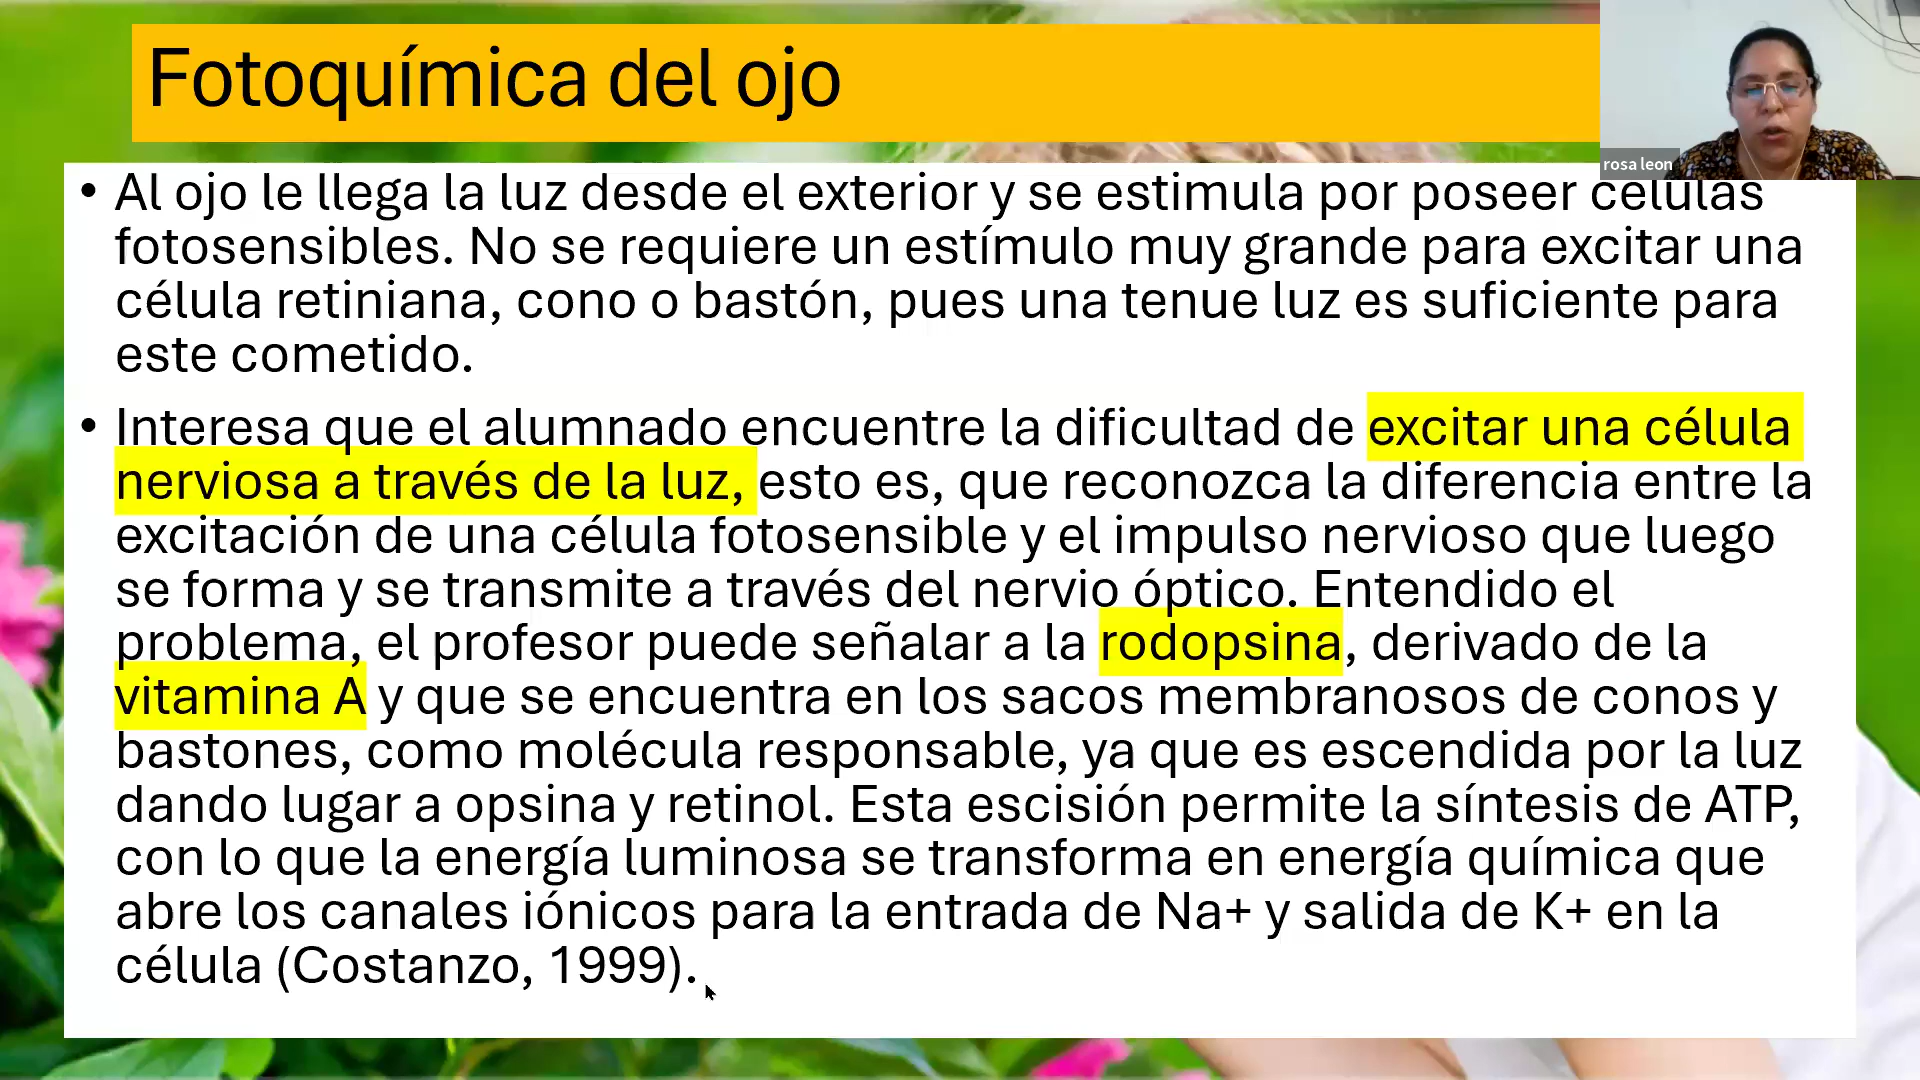 Fotoquímica del ojo
rosa leon
• Al ojo le llega la luz desde el exterior y se estimula por poseer células
fotosensibles. No se requiere un estímulo muy grande para excitar una
célula retiniana, cono o bastón, pues una tenue luz es suficiente para
este cometido.
• Interesa que el alumnado encuentre la dificultad de excitar una célula
nerviosa a través de la luz, esto es, que reconozca la diferencia entre la
excitación de una célula fotosensible y el impulso nervioso que luego
se forma y se transmite a través del nervio óptico. Entendido el
problema, el profesor puede señalar a la rodopsina, derivado de la
vitamina A y que se encuentra en los sacos membranosos de conos y
bastones, como molécula responsable, ya que es escendida por la luz
dando lugar a opsina y retinol. Esta escisión permite la síntesis de ATP,
con lo que la energía luminosa se transforma en energía química que
abre los canales iónicos para la entrada de Na+ y salida de K+ en la
célula (Costanzo, 1999).